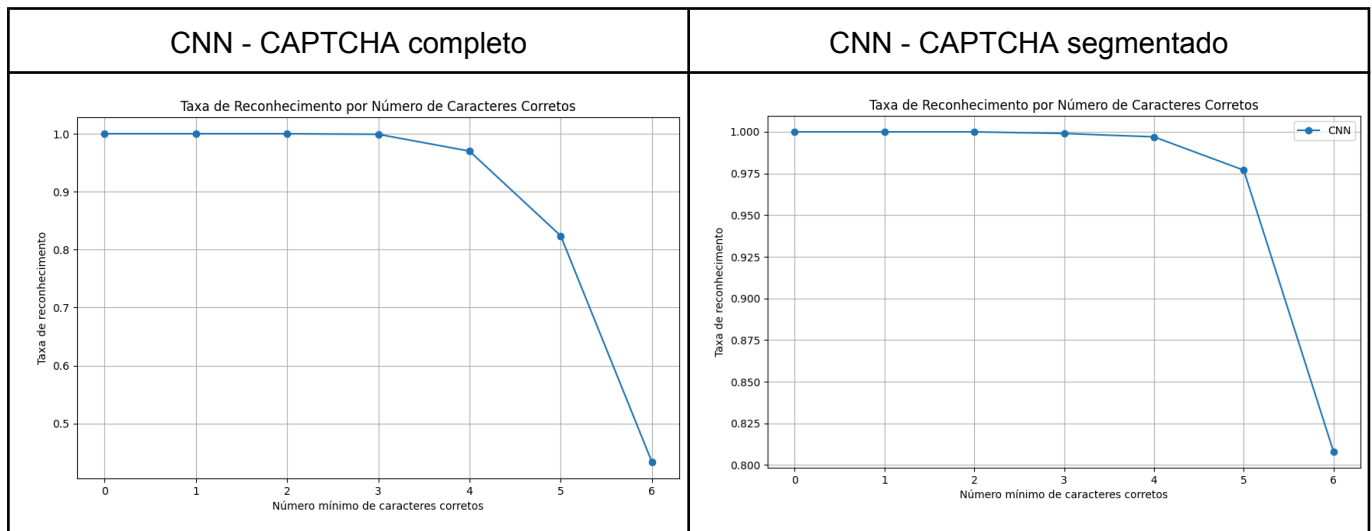 CNN - CAPTCHA completo
CNN - CAPTCHA segmentado
Taxa de Reconhecimento por Número de Caracteres Corretos
1.0
0.9
0.8
0.7
0.6
0.5
Taxa de reconhecimento
0 1 2 3 4 5 6
Número mínimo de caracteres corretos
Taxa de Reconhecimento por Número de Caracteres Corretos
CNN
1.000
0.975
0.950
0.925
0.900
0.875
0.850
0.825
0.800
Taxa de reconhecimento
0 1 2 3 4 5 6
Número mínimo de caracteres corretos